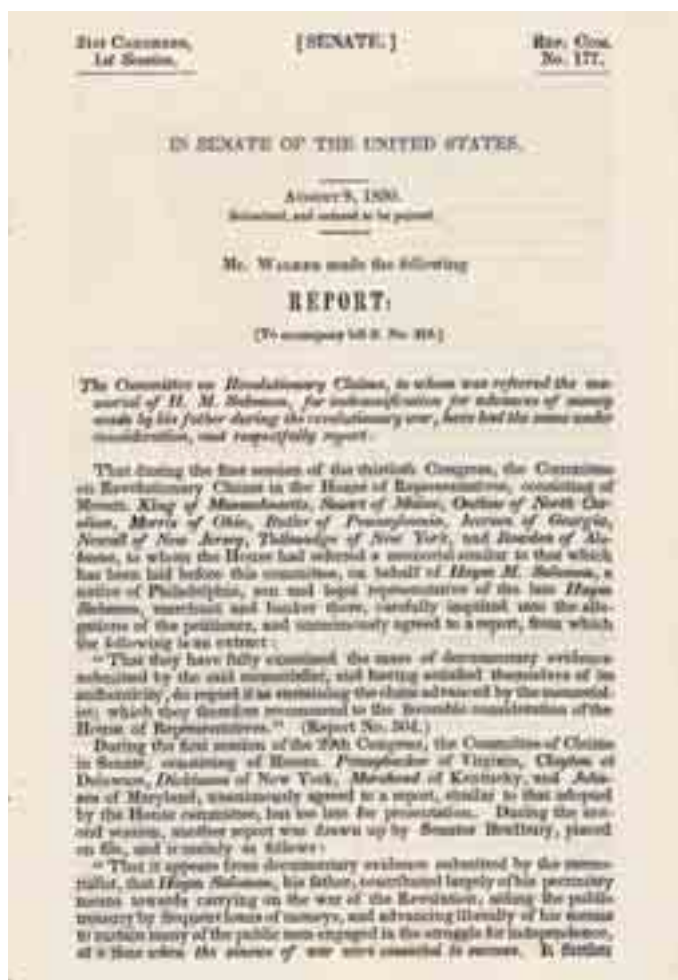 31st Congress,
1st Session.
[SENATE.]
Rep. Com.
No. 177.
IN SENATE OF THE UNITED STATES.
August 9, 1850.
Submitted, and ordered to be printed.
Mr. Walker made the following
REPORT:
[To accompany bill S. No.]
The Committee on Revolutionary Claims, to whom was referred the me-
morial of H. M. Salomon, for indemnification for advances of money
made by his father during the revolutionary war, have had the same under
consideration, and respectfully report:
That during the first session of the thirtieth Congress, the Committee
on Revolutionary Claims in the House of Representatives, consisting of
Messrs. King of Massachusetts, of Maine, Outlaw of North Car-
olina, Morris of Ohio, Butler of Pennsylvania, Iverson of Georgia,
Newell of New Jersey, Tallmadge of New York, and Bowdon of Ala-
bama, to whom the House had referred a memorial similar to that which
has been laid before this committee, on behalf of Haym M. Salomon, a
native of Philadelphia, son and legal representative of the late Haym
Salomon, merchant and banker there, carefully inquired into the alle-
gations of the petitioner, and unanimously agreed to a report, from which
the following is an extract:
"That they have fully examined the mass of documentary evidence
submitted by the said memorialist, and having satisfied themselves of its
authenticity, do report it as sustaining the claim advanced by the memorial-
ist; which they therefore recommend to the favorable consideration of the
House of Representatives." (Report No. 504.)
During the first session of the 29th Congress, the Committee of Claims
in Senate, consisting of Messrs. Pennybacker of Virginia, Clayton of
Delaware, Dickinson of New York, Morehead of Kentucky, and John-
son of Maryland, unanimously agreed to a report, similar to that adopted
by the House committee, but too late for presentation. During the sec-
ond session, another report was drawn up by Senator Bradbury, placed
on file, and is mainly as follows:
"That it appears from documentary evidence submitted by the memo-
rialist, that Haym Salomon, his father, contributed largely of his pecuniary
means towards carrying on the war of the Revolution, aiding the public
treasury by frequent loans of moneys, and advancing liberally of his means
to sustain many of the public men engaged in the struggle for independence,
at a time when the sinews of war were essential to success. It further